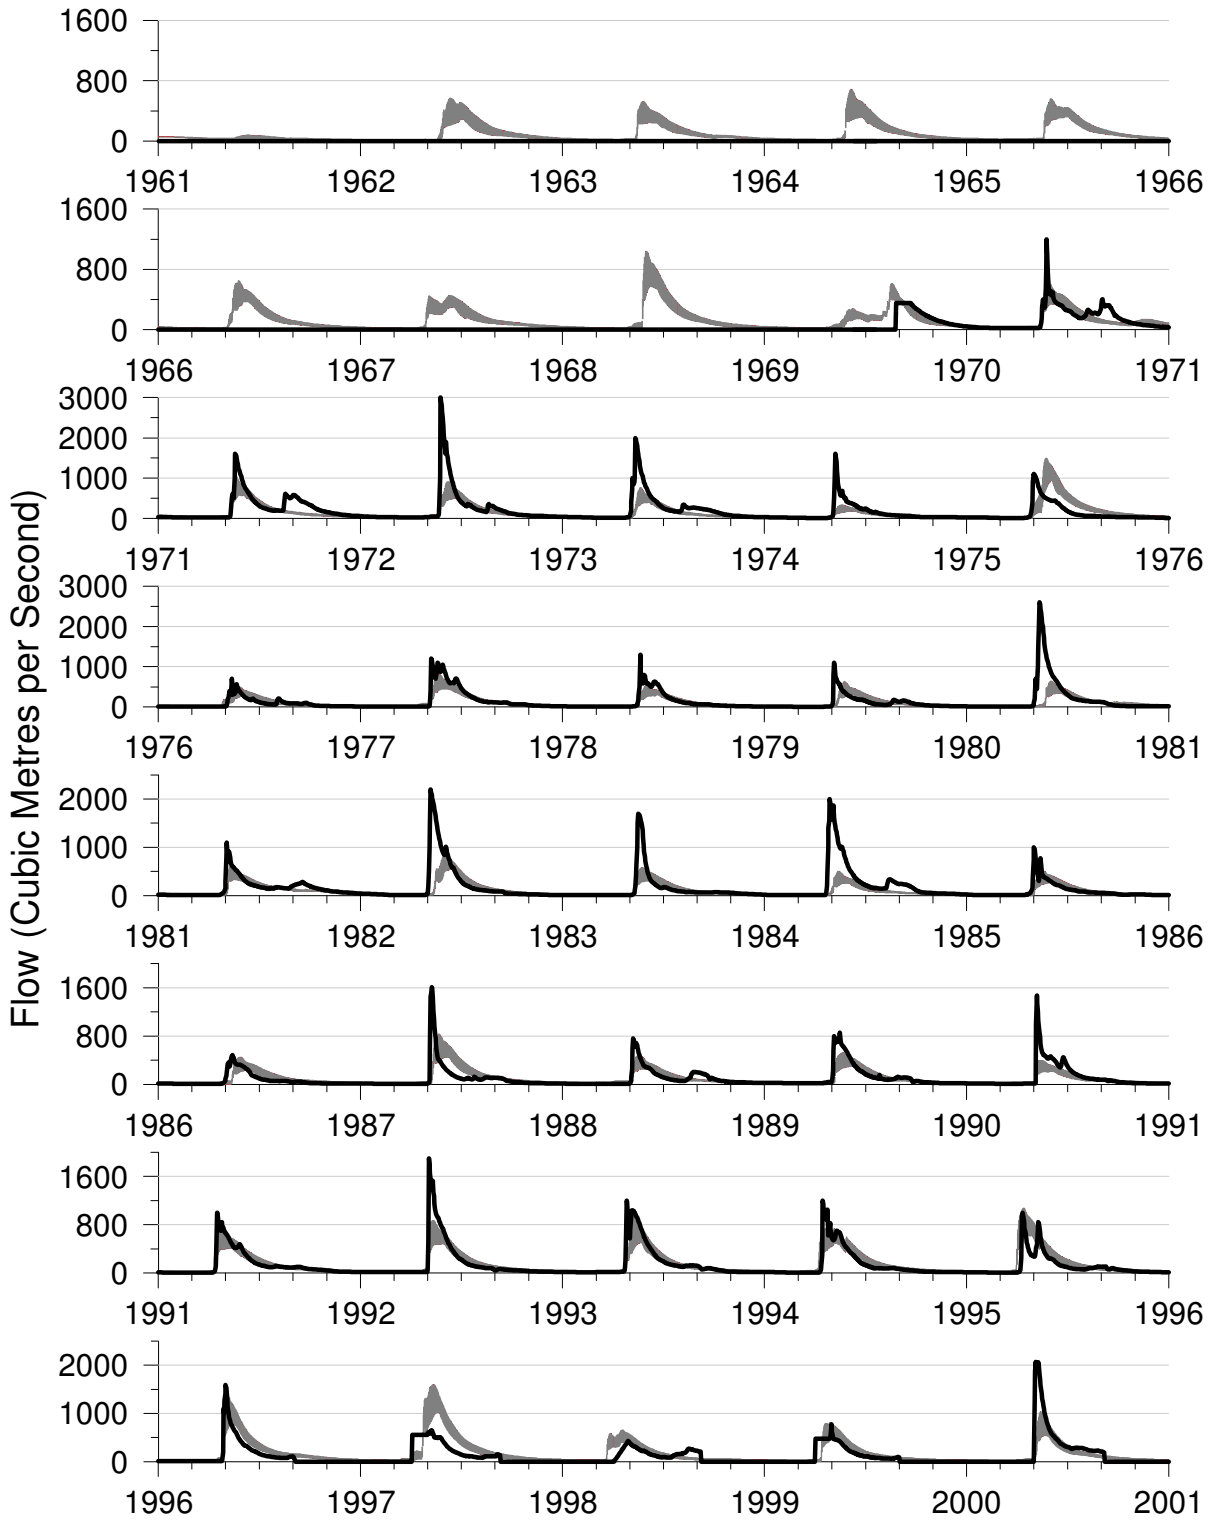 Flow (Cubic Metres per Second)
1600
800
0
1961 1962 1963 1964 1965 1966
1600
800
0
1966 1967 1968 1969 1970 1971
3000
2000
1000
0
1971 1972 1973 1974 1975 1976
3000
2000
1000
0
1976 1977 1978 1979 1980 1981
2000
1000
0
1981 1982 1983 1984 1985 1986
1600
800
0
1986 1987 1988 1989 1990 1991
1600
800
0
1991 1992 1993 1994 1995 1996
2000
1000
0
1996 1997 1998 1999 2000 2001